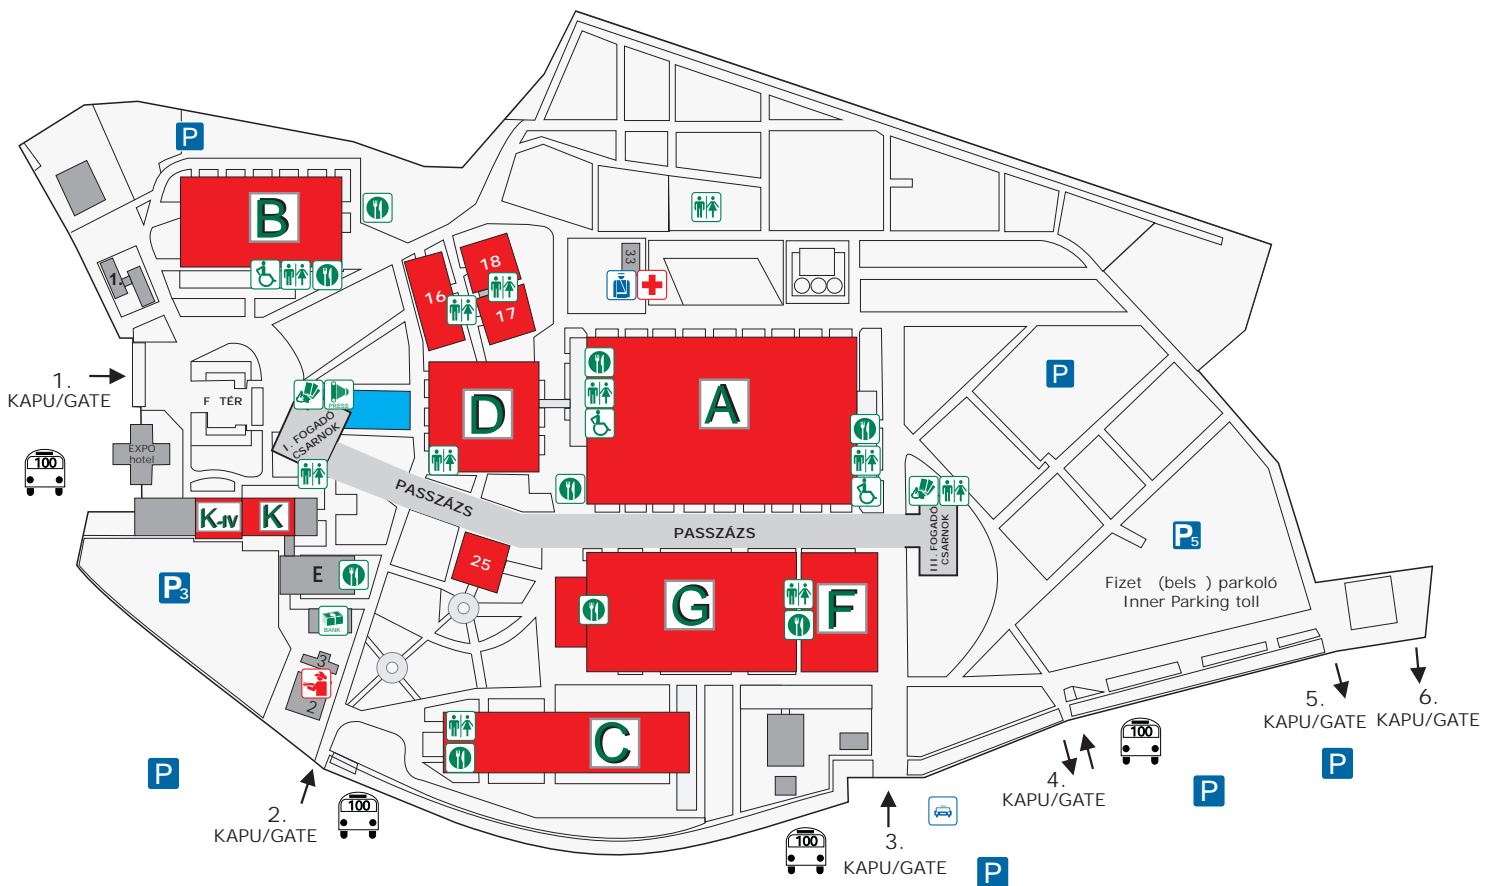 P
B
18
16
17
33
1.
1.
KAPU/GATE
F TÉR
PRESS
I. FOGADÓ
CSARNOK
D
A
P
EXPO
hotel
100
PASSZÁZS
PASSZÁZS
K-IV
K
25
III. FOGADÓ
CSARNOK
P5
E
P3
G
F
Fizet (bels ) parkoló
Inner Parking toll
BANK
3
2
C
5.
KAPU/GATE
6.
KAPU/GATE
100
P
4.
KAPU/GATE
P
P
2.
KAPU/GATE
100
100
3.
KAPU/GATE
P